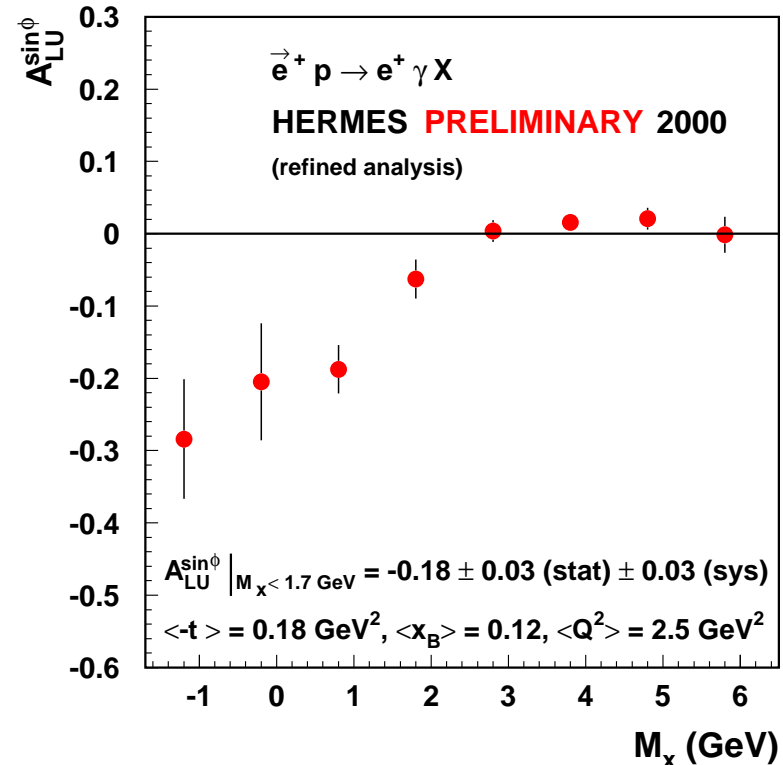 A_LU^sinϕ
0.3
0.2
0.1
0
-0.1
-0.2
-0.3
-0.4
-0.5
-0.6
e⃗⁺ p → e⁺ γ X
HERMES PRELIMINARY 2000
(refined analysis)
A_LU^sinϕ |_M_x < 1.7 GeV = -0.18 ± 0.03 (stat) ± 0.03 (sys)
<-t > = 0.18 GeV², <x_B> = 0.12, <Q²> = 2.5 GeV²
-1 0 1 2 3 4 5 6
M_x (GeV)